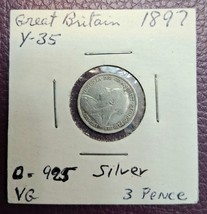 Great Britain 1897
Y-35
0.925 Silver
VG 3 Pence